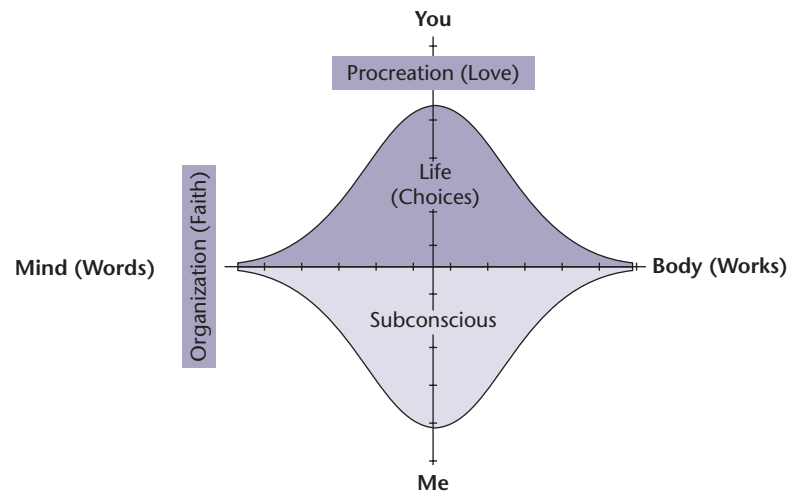 You
Procreation (Love)
Life
(Choices)
Organization (Faith)
Mind (Words)
Body (Works)
Subconscious
Me